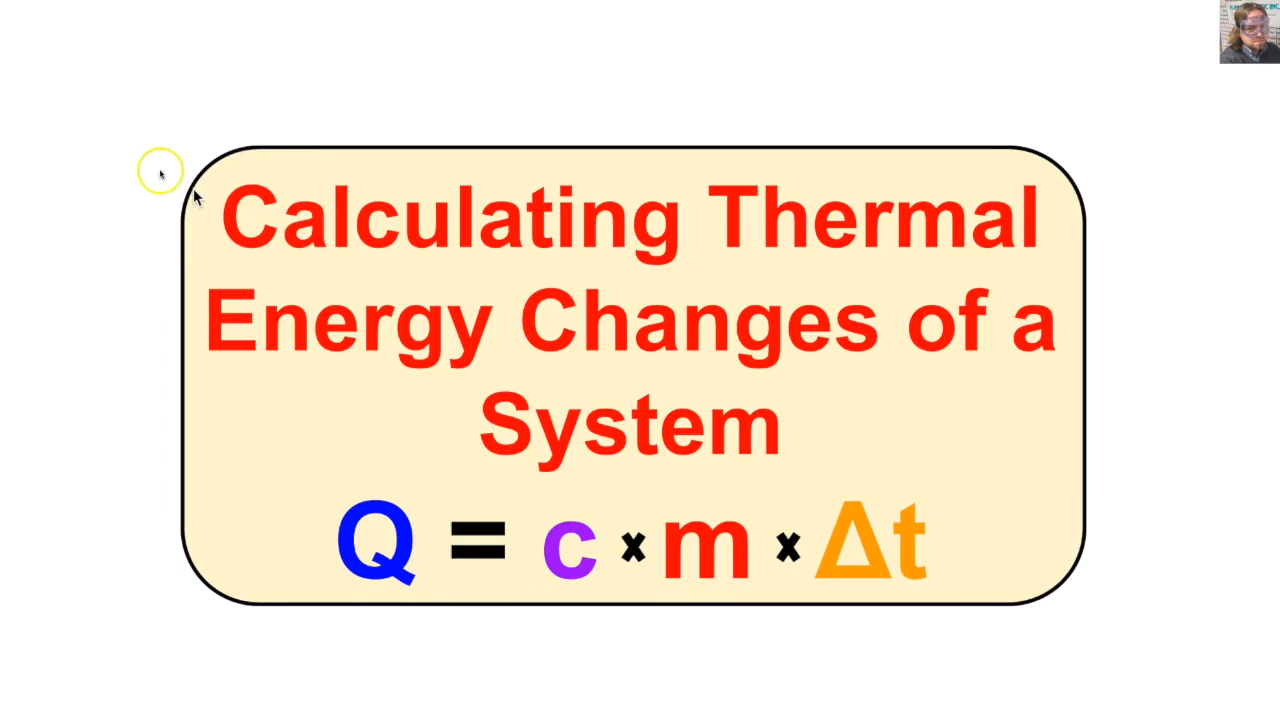 Calculating Thermal
Energy Changes of a
System
Q = c x m x Δt